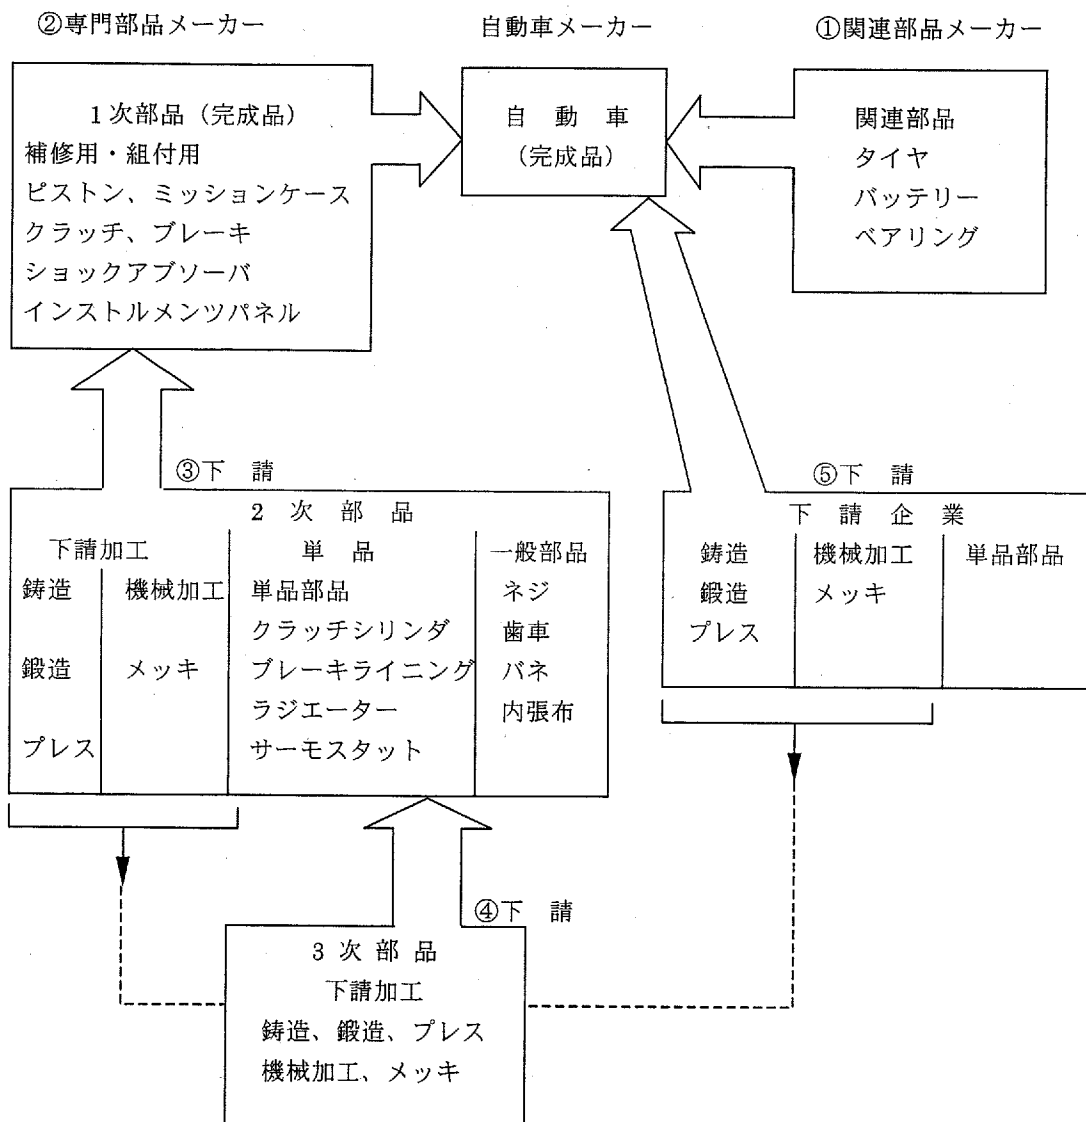 ②専門部品メーカー
自動車メーカー
①関連部品メーカー
1次部品（完成品）
補修用・組付用
ピストン、ミッションケース
クラッチ、ブレーキ
ショックアブソーバ
インストルメンツパネル
自動車
（完成品）
関連部品
タイヤ
バッテリー
ベアリング
③下請
2次部品
下請加工
鋳造
鍛造
プレス
機械加工
メッキ
単品
単品部品
クラッチシリンダ
ブレーキライニング
ラジエーター
サーモスタット
一般部品
ネジ
歯車
バネ
内張布
⑤下請
下請企業
鋳造
鍛造
プレス
機械加工
メッキ
単品部品
④下請
3次部品
下請加工
鋳造、鍛造、プレス
機械加工、メッキ